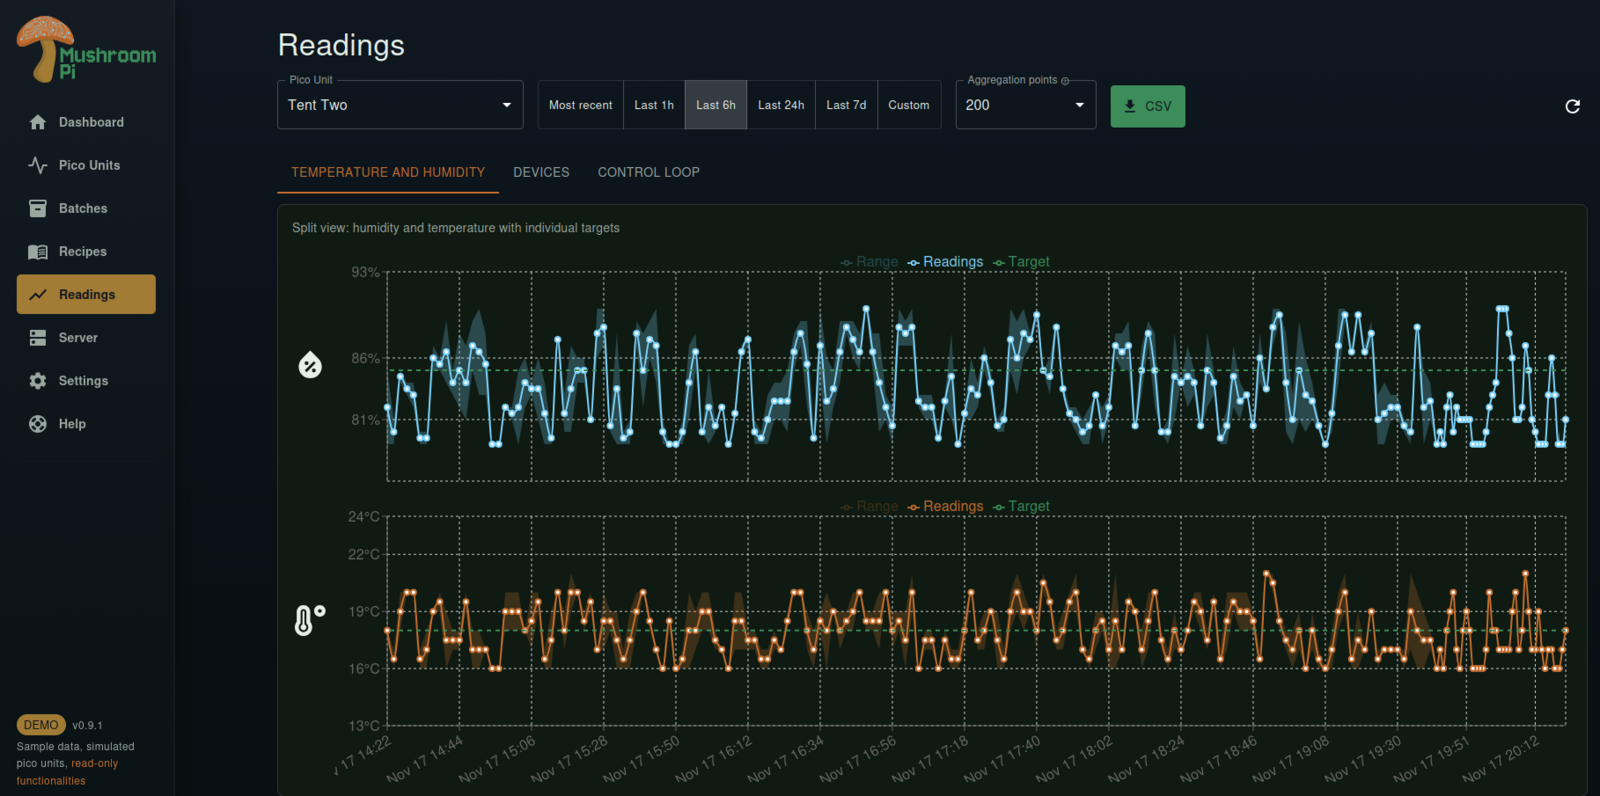 Mushroom
Pi
Dashboard
Pico Units
Batches
Recipes
Readings
Server
Settings
Help
DEMO v0.9.1
Sample data, simulated
pico units, read-only
functionalities
Readings
Pico Unit
Tent Two
Most recent
Last 1h
Last 6h
Last 24h
Last 7d
Custom
Aggregation points
200
CSV
TEMPERATURE AND HUMIDITY
DEVICES
CONTROL LOOP
Split view: humidity and temperature with individual targets
Range Readings Target
93%
86%
81%
Range Readings Target
24°C
22°C
19°C
16°C
13°C
v 17 14:22
Nov 17 14:44
Nov 17 15:06
Nov 17 15:28
Nov 17 15:50
Nov 17 16:12
Nov 17 16:34
Nov 17 16:56
Nov 17 17:18
Nov 17 17:40
Nov 17 18:02
Nov 17 18:24
Nov 17 18:46
Nov 17 19:08
Nov 17 19:30
Nov 17 19:51
Nov 17 20:12